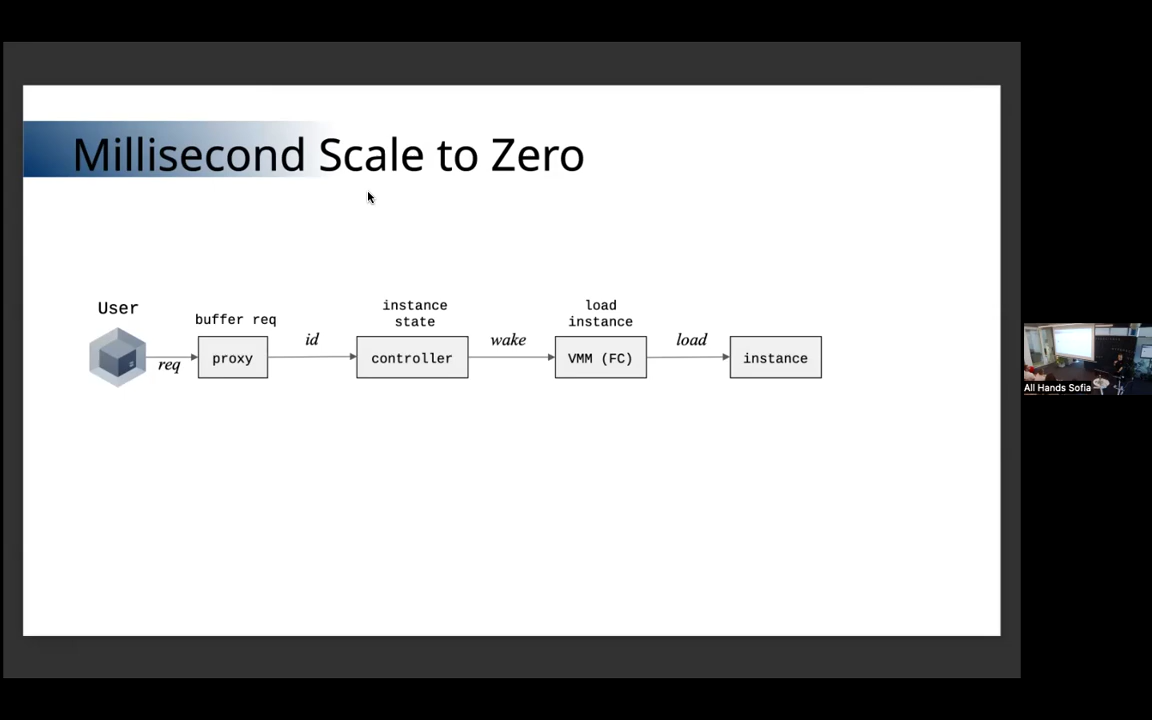 Millisecond Scale to Zero
User
req
buffer req
proxy
id
instance
state
controller
wake
load
instance
VMM (FC)
load
instance
All Hands Sofia